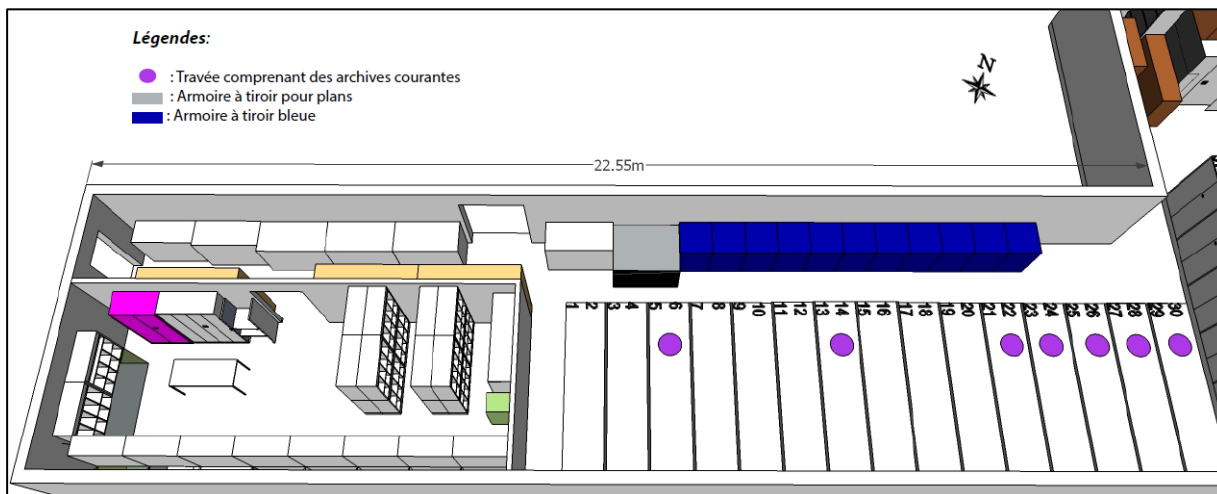 Légendes:
: Travée comprenant des archives courantes
: Armoire à tiroir pour plans
: Armoire à tiroir bleue
N
22.55m
1 2 3 4 5 6 7 8 9 10 11 12 13 14 15 16 17 18 19 20 21 22 23 24 25 26 27 28 29 30